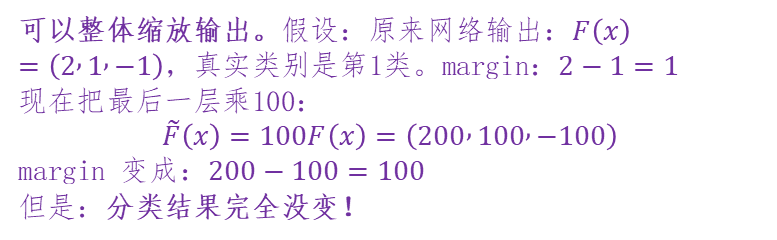 可以整体缩放输出。假设：原来网络输出：F(x)
= (2,1,−1)，真实类别是第1类。margin：2 − 1 = 1
现在把最后一层乘100：
F̃(x) = 100F(x) = (200,100,−100)
margin 变成：200 − 100 = 100
但是：分类结果完全没变！